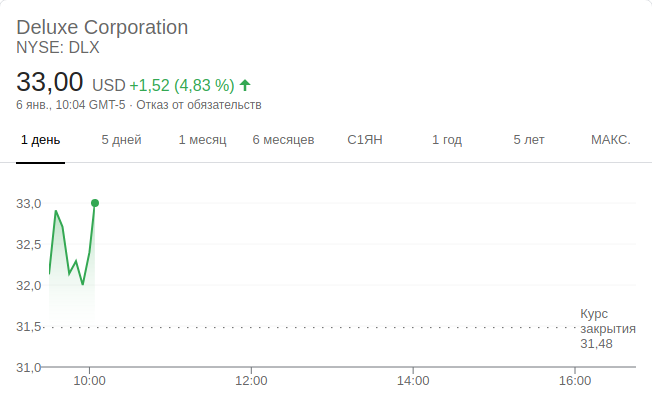 Deluxe Corporation
NYSE: DLX
33,00 USD +1,52 (4,83 %)
6 янв., 10:04 GMT-5 · Отказ от обязательств
1 день 5 дней 1 месяц 6 месяцев С1ЯН 1 год 5 лет МАКС.
33,0
32,5
32,0
31,5
31,0
Курс
закрытия
31,48
10:00 12:00 14:00 16:00